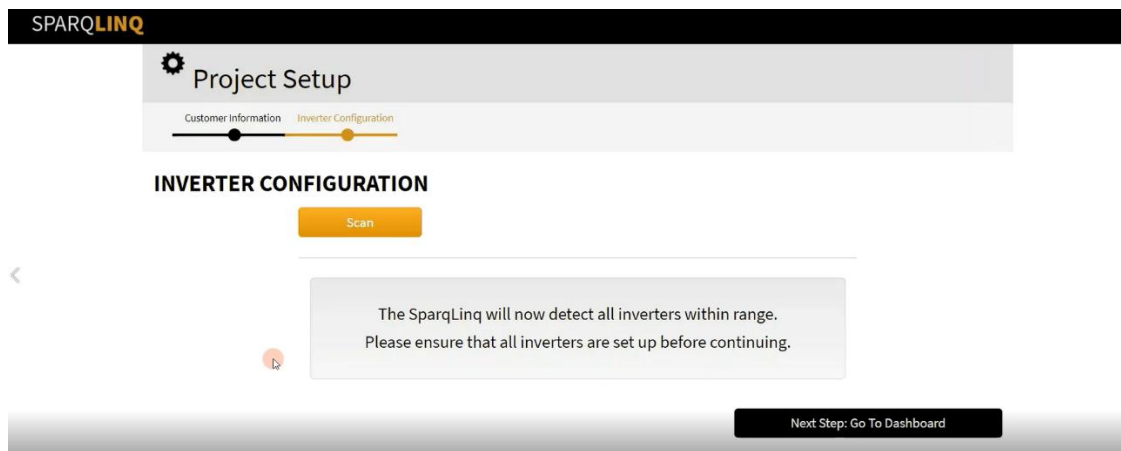 SPARQLINQ
Project Setup
Customer Information Inverter Configuration
INVERTER CONFIGURATION
Scan
The SparqLinq will now detect all inverters within range.
Please ensure that all inverters are set up before continuing.
Next Step: Go To Dashboard